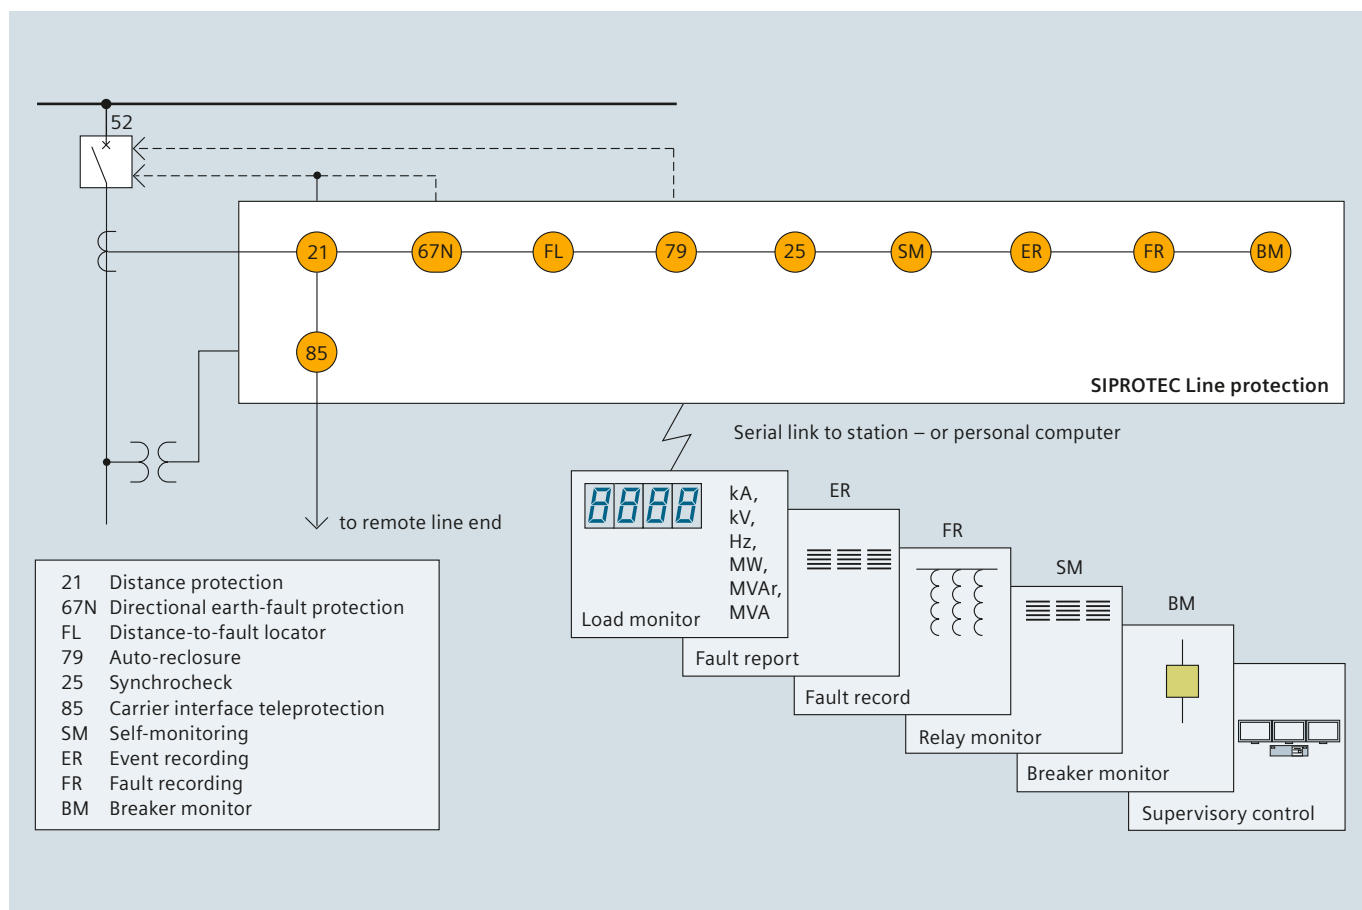 52
21
67N
FL
79
25
SM
ER
FR
BM
85
SIPROTEC Line protection
Serial link to station – or personal computer
to remote line end
8888
kA,
kV,
Hz,
MW,
MVAr,
MVA
Load monitor
ER
Fault report
FR
Fault record
SM
Relay monitor
BM
Breaker monitor
Supervisory control
21 Distance protection
67N Directional earth-fault protection
FL Distance-to-fault locator
79 Auto-reclosure
25 Synchrocheck
85 Carrier interface teleprotection
SM Self-monitoring
ER Event recording
FR Fault recording
BM Breaker monitor